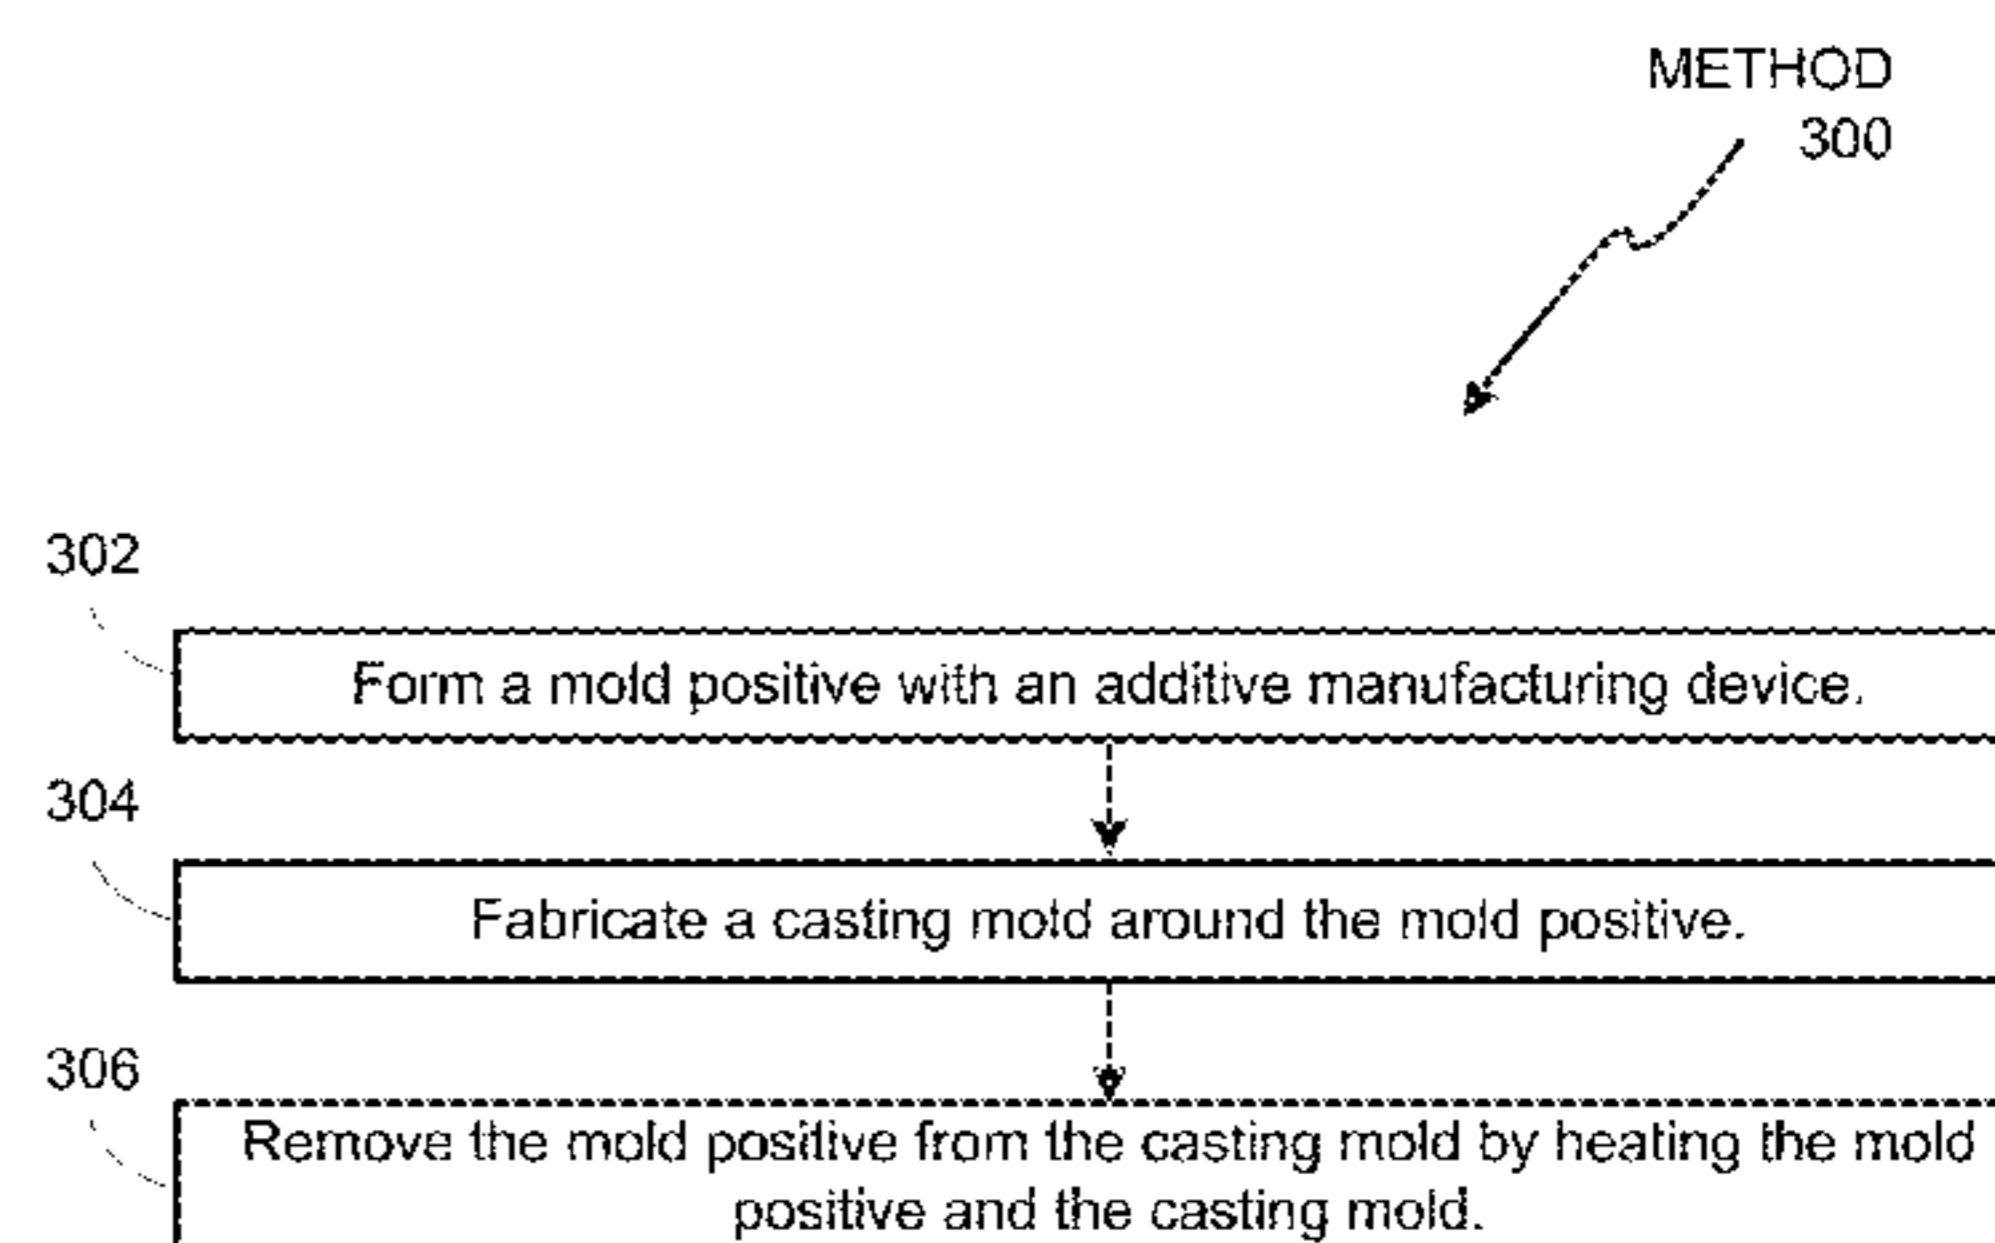 METHOD
300
302
Form a mold positive with an additive manufacturing device.
304
Fabricate a casting mold around the mold positive.
306
Remove the mold positive from the casting mold by heating the mold
positive and the casting mold.